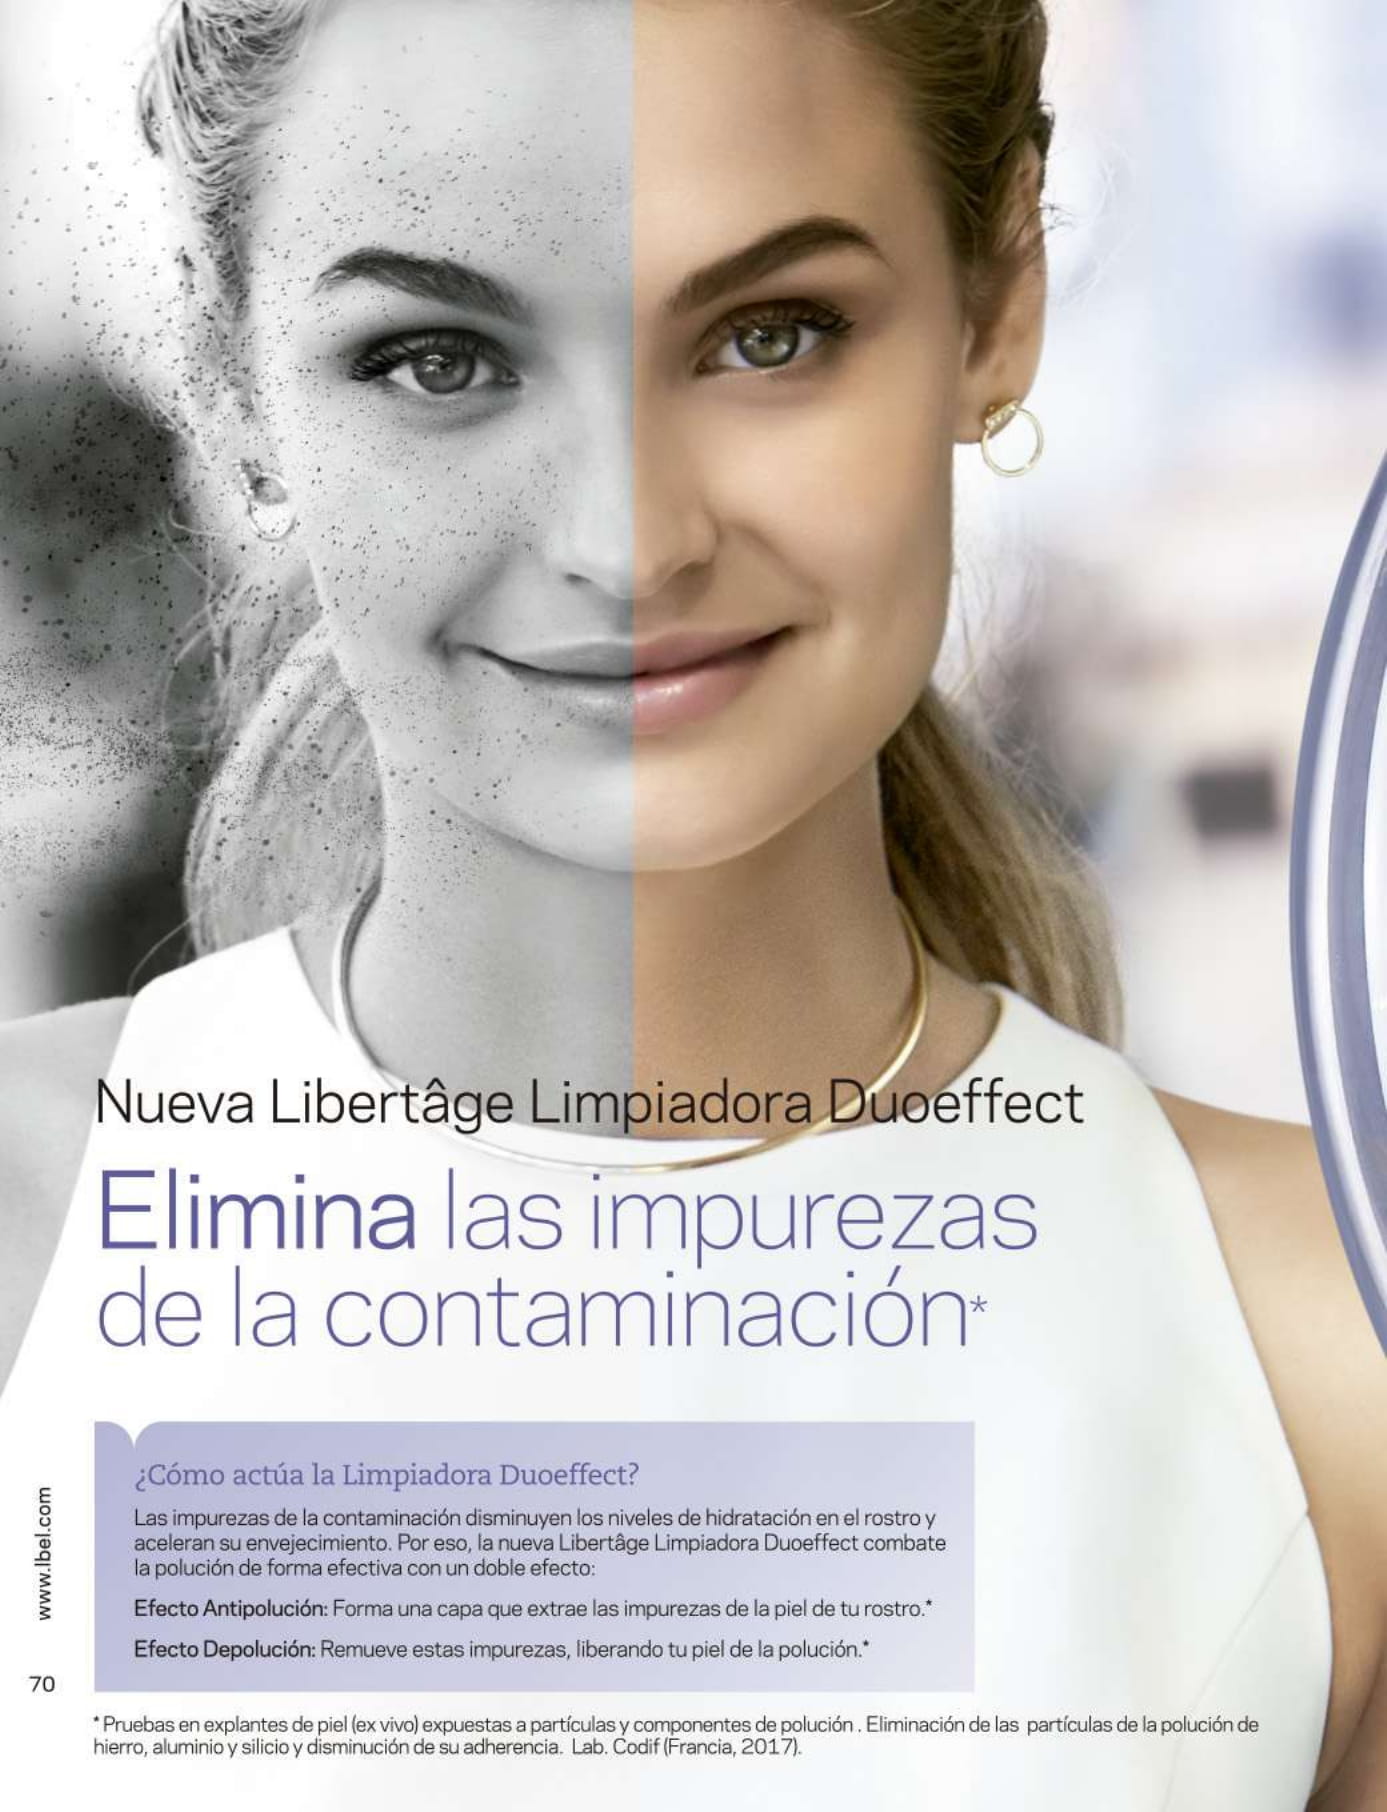 Nueva Libertâge Limpiadora Duoeffect
Elimina las impurezas
de la contaminación*
¿Cómo actúa la Limpiadora Duoeffect?
Las impurezas de la contaminación disminuyen los niveles de hidratación en el rostro y
aceleran su envejecimiento. Por eso, la nueva Libertâge Limpiadora Duoeffect combate
la polución de forma efectiva con un doble efecto:
Efecto Antipolución: Forma una capa que extrae las impurezas de la piel de tu rostro.*
Efecto Depolución: Remueve estas impurezas, liberando tu piel de la polución.*
www.lbel.com
70
* Pruebas en explantes de piel (ex vivo) expuestas a partículas y componentes de polución . Eliminación de las partículas de la polución de
hierro, aluminio y silicio y disminución de su adherencia. Lab. Codif (Francia, 2017).